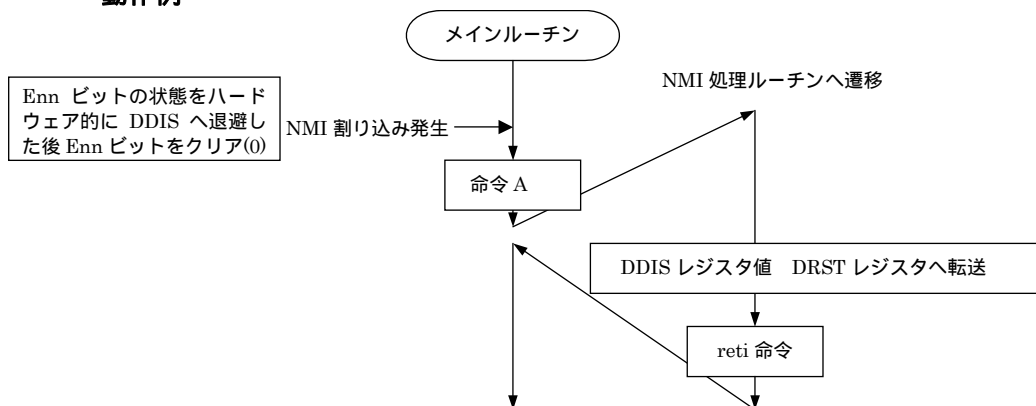 動作例
メインルーチン
Enn ビットの状態をハード
ウェア的に DDIS へ退避し
た後 Enn ビットをクリア(0)
NMI 割り込み発生
NMI 処理ルーチンへ遷移
命令 A
DDIS レジスタ値　DRST レジスタへ転送
reti 命令